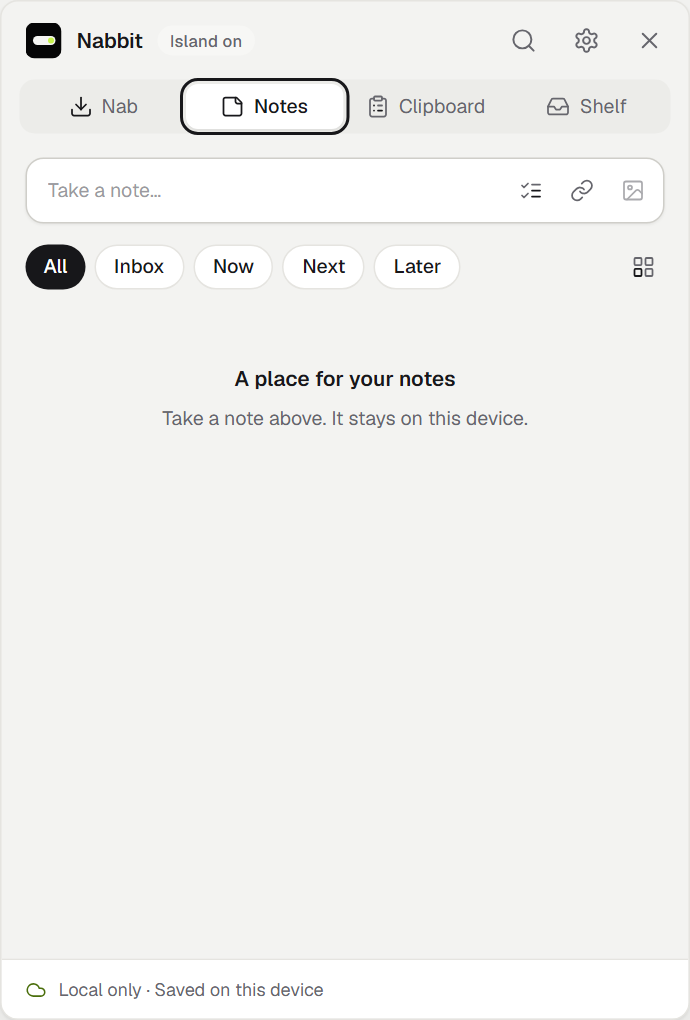 Nabbit Island on
Nab Notes Clipboard Shelf
Take a note...
All Inbox Now Next Later
A place for your notes
Take a note above. It stays on this device.
Local only · Saved on this device